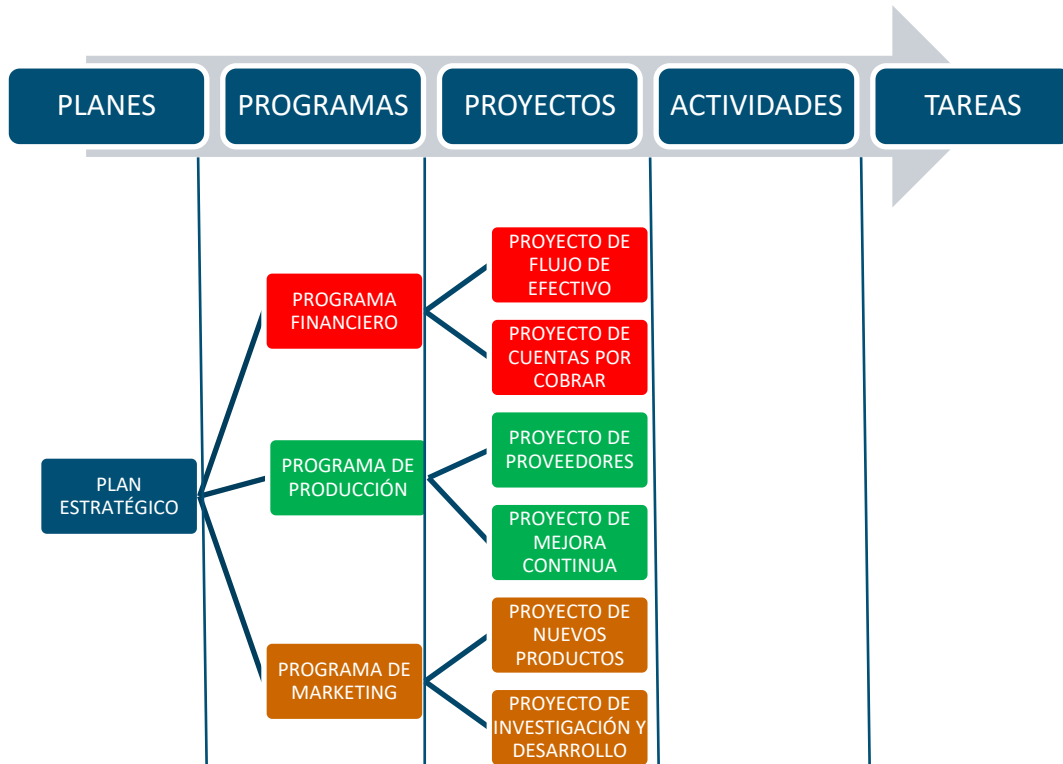 PLANES
PROGRAMAS
PROYECTOS
ACTIVIDADES
TAREAS
PLAN
ESTRATÉGICO
PROGRAMA
FINANCIERO
PROYECTO DE
FLUJO DE
EFECTIVO
PROYECTO DE
CUENTAS POR
COBRAR
PROGRAMA DE
PRODUCCIÓN
PROYECTO DE
PROVEEDORES
PROYECTO DE
MEJORA
CONTINUA
PROGRAMA DE
MARKETING
PROYECTO DE
NUEVOS
PRODUCTOS
PROYECTO DE
INVESTIGACIÓN Y
DESARROLLO